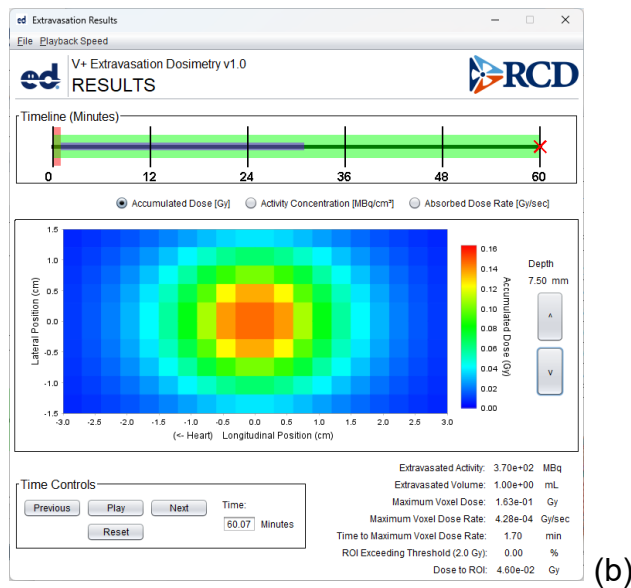 ed Extravasation Results
File Playback Speed
ed. V+ Extravasation Dosimetry v1.0
RESULTS
RCD
Timeline (Minutes)
0 12 24 36 48 60
Accumulated Dose [Gy] Activity Concentration [MBq/cm³] Absorbed Dose Rate [Gy/sec]
Lateral Position (cm)
1.5
1.0
0.5
0.0
-0.5
-1.0
-1.5
-3.0 -2.5 -2.0 -1.5 -1.0 -0.5 0.0 0.5 1.0 1.5 2.0 2.5 3.0
(<- Heart) Longitudinal Position (cm)
0.16
0.14
0.12
0.10
0.08
0.06
0.04
0.02
0.00
Accumulated Dose (Gy)
Depth
7.50 mm
^
v
Time Controls
Previous Play Next
Reset
Time:
60.07 Minutes
Extravasated Activity: 3.70e+02 MBq
Extravasated Volume: 1.00e+00 mL
Maximum Voxel Dose: 1.63e-01 Gy
Maximum Voxel Dose Rate: 4.28e-04 Gy/sec
Time to Maximum Voxel Dose Rate: 1.70 min
ROI Exceeding Threshold (2.0 Gy): 0.00 %
Dose to ROI: 4.60e-02 Gy
(b)